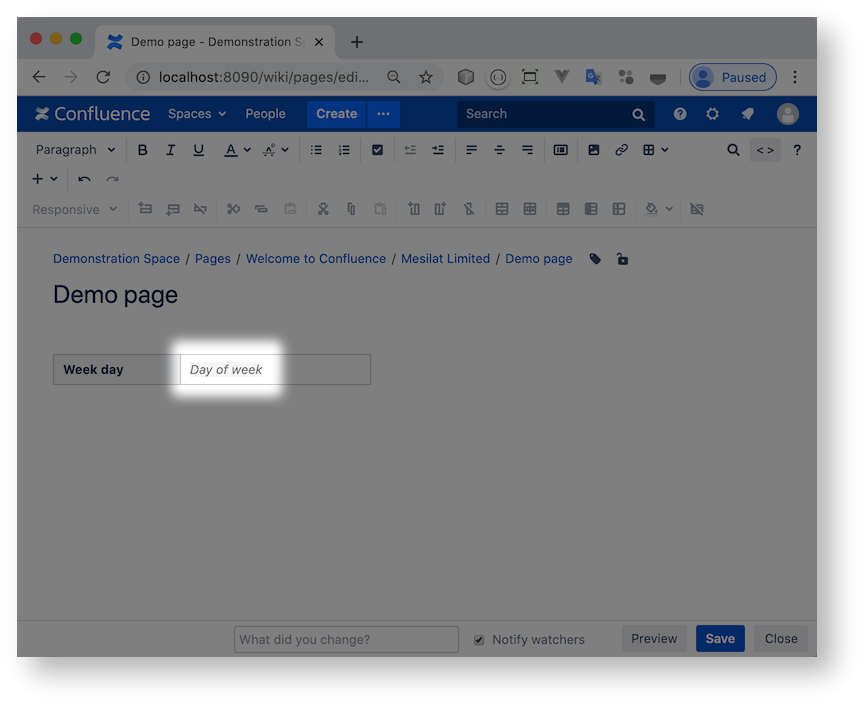 Demo page - Demonstration S
localhost:8090/wiki/pages/edi...
Paused
Confluence Spaces People Create ••• Search
Paragraph B I U A
< > ?
Responsive
Demonstration Space / Pages / Welcome to Confluence / Mesilat Limited / Demo page
Demo page
Week day Day of week
What did you change? Notify watchers Preview Save Close